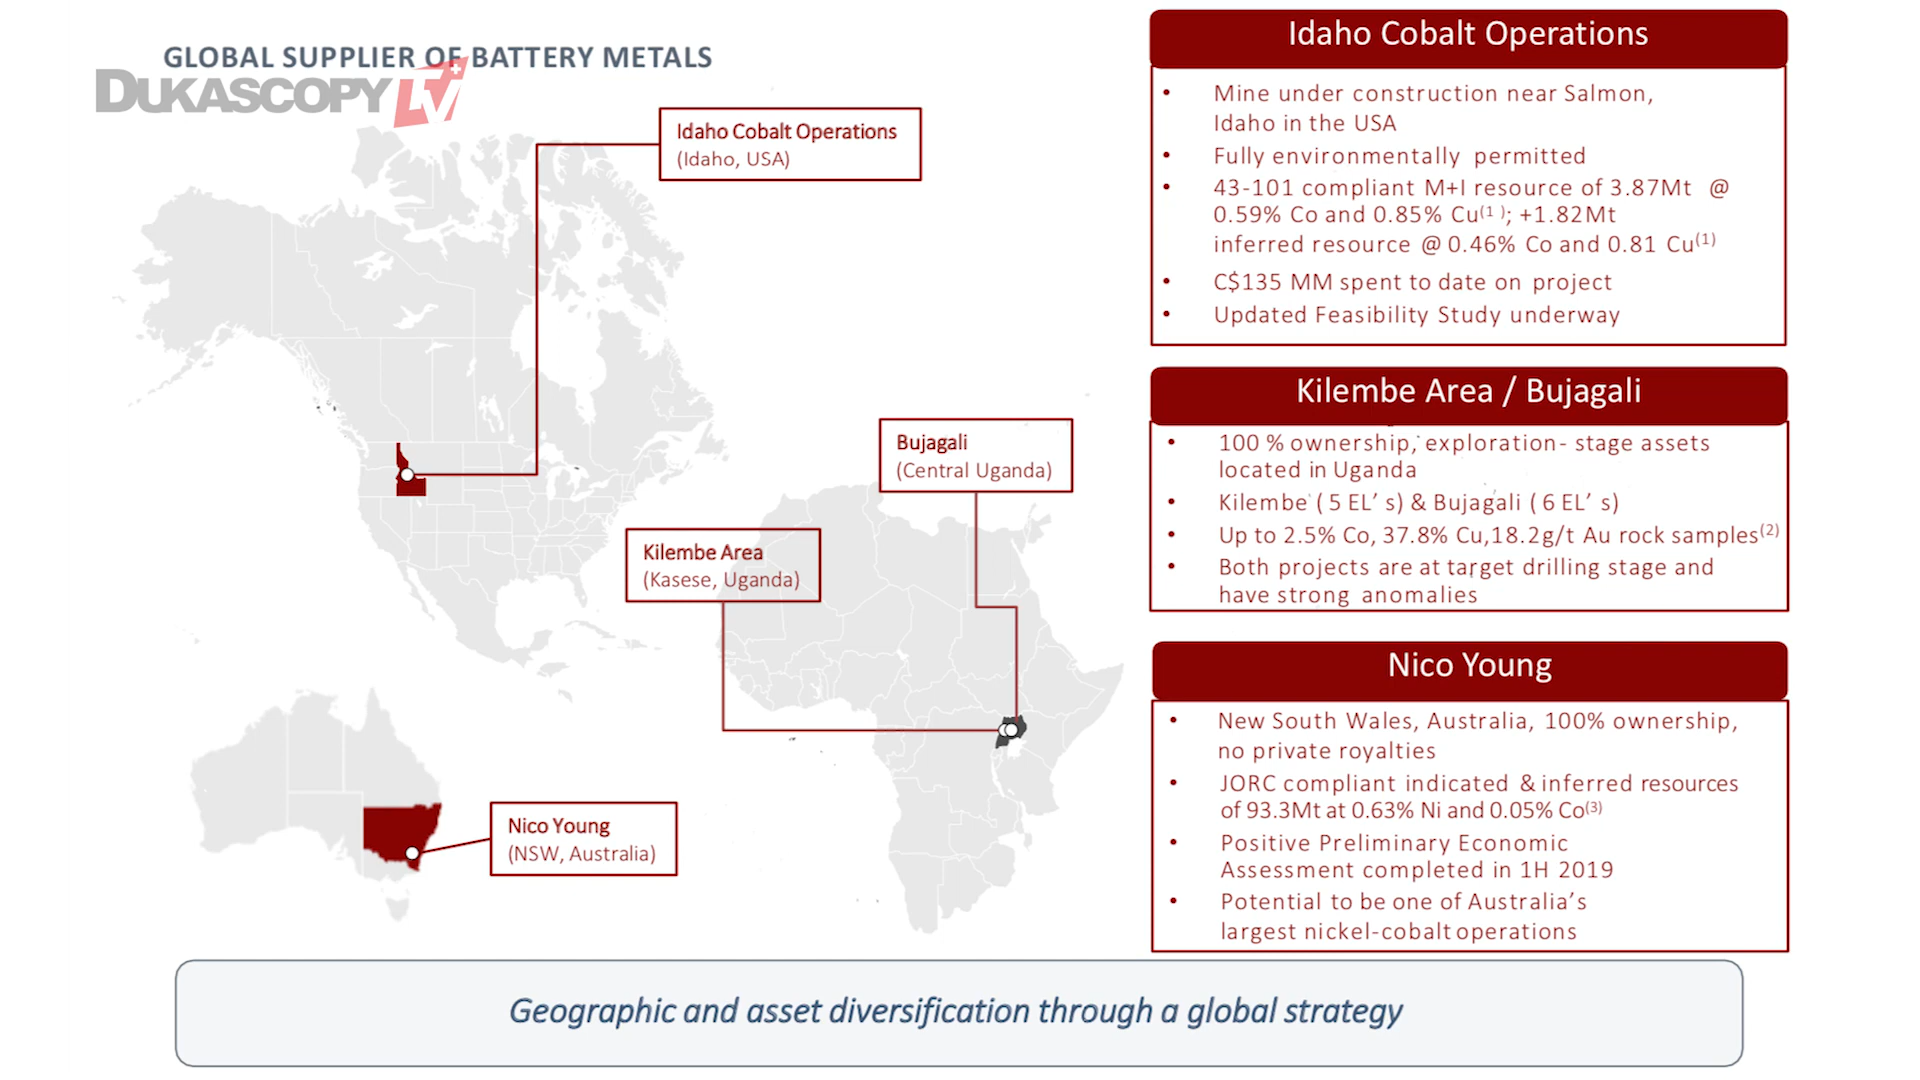 GLOBAL SUPPLIER OF BATTERY METALS
DUKASCOPY TV
Idaho Cobalt Operations
(Idaho, USA)
Bujagali
(Central Uganda)
Kilembe Area
(Kasese, Uganda)
Nico Young
(NSW, Australia)
Idaho Cobalt Operations
• Mine under construction near Salmon,
Idaho in the USA
• Fully environmentally permitted
• 43-101 compliant M+I resource of 3.87Mt @
0.59% Co and 0.85% Cu(1 ); +1.82Mt
inferred resource @ 0.46% Co and 0.81 Cu(1)
• C$135 MM spent to date on project
• Updated Feasibility Study underway
Kilembe Area / Bujagali
• 100 % ownership, exploration- stage assets
located in Uganda
• Kilembe ( 5 EL’ s) & Bujagali ( 6 EL’ s)
• Up to 2.5% Co, 37.8% Cu,18.2g/t Au rock samples(2)
• Both projects are at target drilling stage and
have strong anomalies
Nico Young
• New South Wales, Australia, 100% ownership,
no private royalties
• JORC compliant indicated & inferred resources
of 93.3Mt at 0.63% Ni and 0.05% Co(3)
• Positive Preliminary Economic
Assessment completed in 1H 2019
• Potential to be one of Australia’s
largest nickel-cobalt operations
Geographic and asset diversification through a global strategy